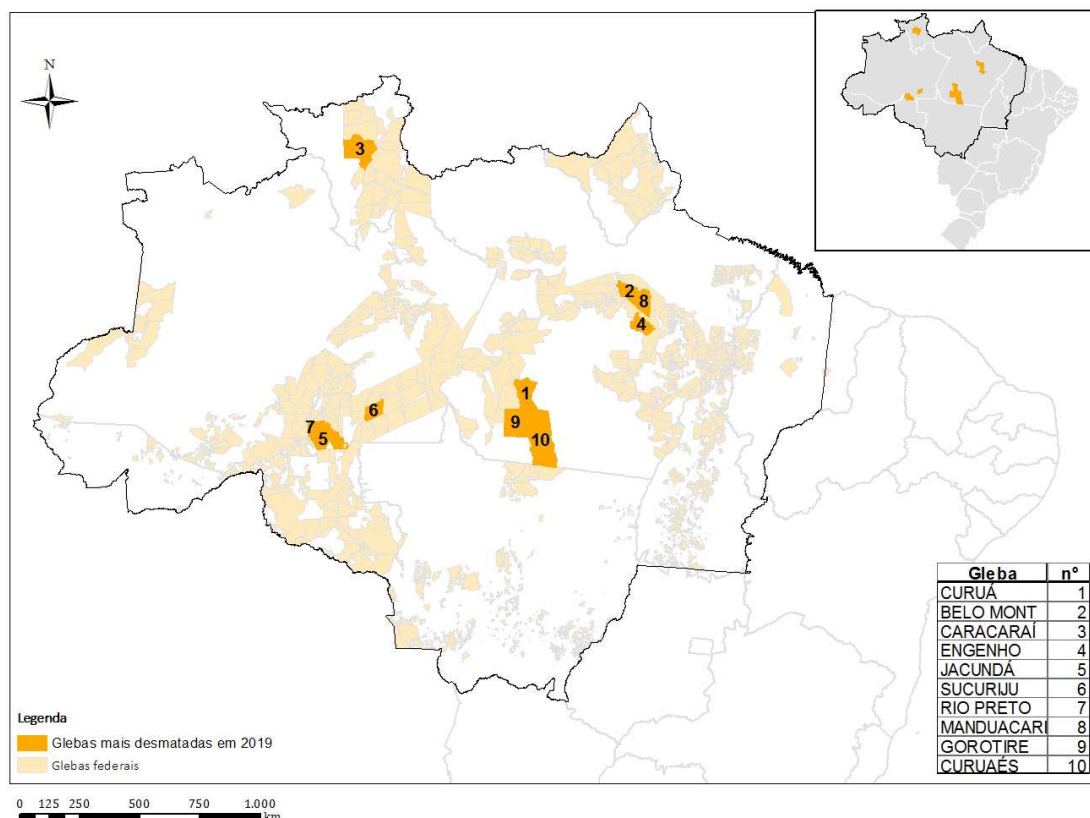 N
3
2
8
4
1
6
7
9
5
10
Gleba nº
CURUÁ 1
BELO MONT 2
CARACARAÍ 3
ENGENHO 4
JACUNDÁ 5
SUCURIJU 6
RIO PRETO 7
MANDUACARI 8
GOROTIRE 9
CURUAÉS 10
Legenda
Glebas mais desmatadas em 2019
Glebas federais
0 125 250 500 750 1.000
km